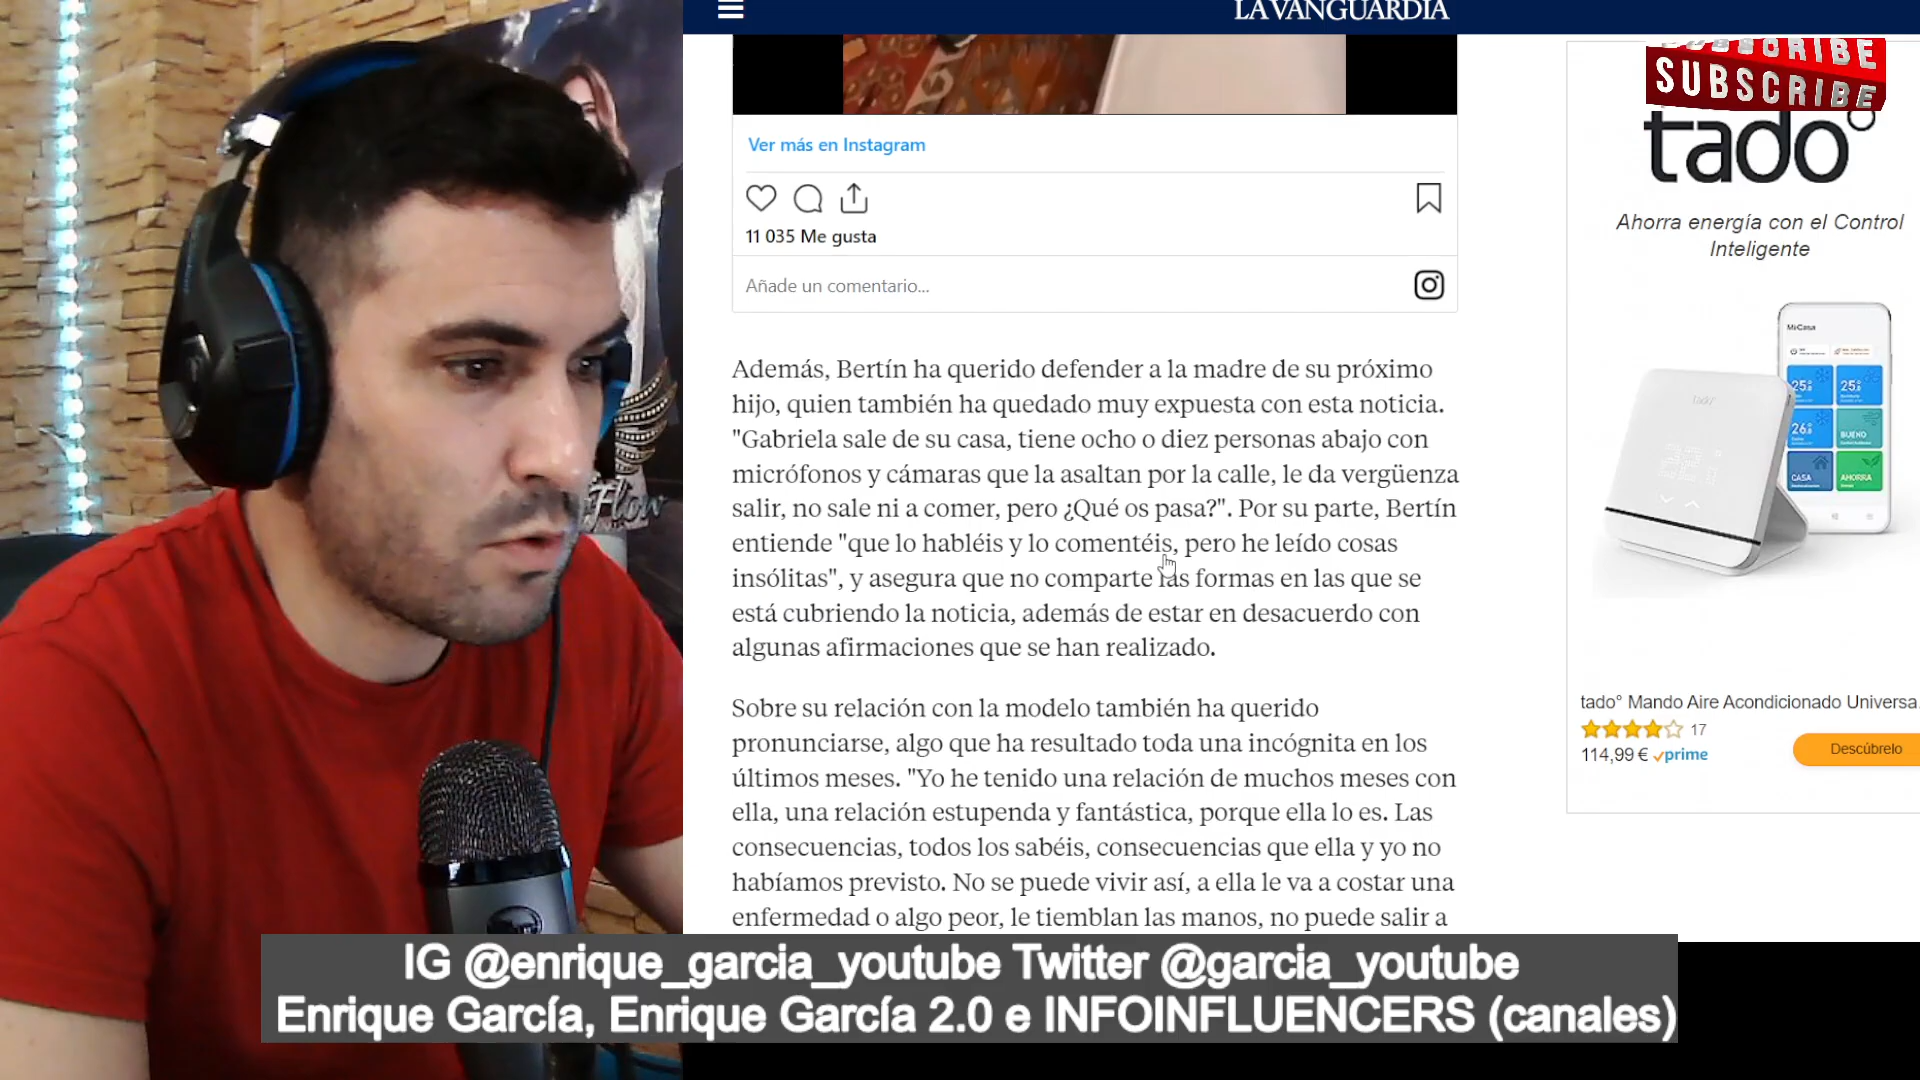 LA VANGUARDIA
SUBSCRIBE
SUBSCRIBE
Ver más en Instagram
11 035 Me gusta
Añade un comentario...
Además, Bertín ha querido defender a la madre de su próximo
hijo, quien también ha quedado muy expuesta con esta noticia.
"Gabriela sale de su casa, tiene ocho o diez personas abajo con
micrófonos y cámaras que la asaltan por la calle, le da vergüenza
salir, no sale ni a comer, pero ¿Qué os pasa?". Por su parte, Bertín
entiende "que lo habléis y lo comentéis, pero he leído cosas
insólitas", y asegura que no comparte las formas en las que se
está cubriendo la noticia, además de estar en desacuerdo con
algunas afirmaciones que se han realizado.
Sobre su relación con la modelo también ha querido
pronunciarse, algo que ha resultado toda una incógnita en los
últimos meses. "Yo he tenido una relación de muchos meses con
ella, una relación estupenda y fantástica, porque ella lo es. Las
consecuencias, todos los sabéis, consecuencias que ella y yo no
habíamos previsto. No se puede vivir así, a ella le va a costar una
enfermedad o algo peor, le tiemblan las manos, no puede salir a
tado°
Ahorra energía con el Control
Inteligente
Mi Casa
25.0
25.0
26.0
BUENO
CASA
AHORRA
tado° Mando Aire Acondicionado Universa
17
114,99 € prime
Descúbrelo
Flow
IG @enrique_garcia_youtube Twitter @garcia_youtube
Enrique García, Enrique García 2.0 e INFOINFLUENCERS (canales)